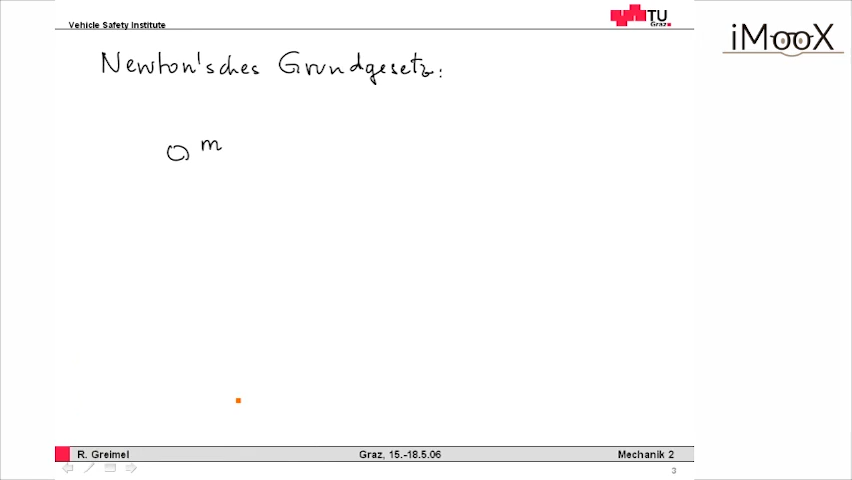 Vehicle Safety Institute
TU
Graz
iMooX
Newton'sches Grundgesetz:
m
R. Greimel
Graz, 15.-18.5.06
Mechanik 2
3